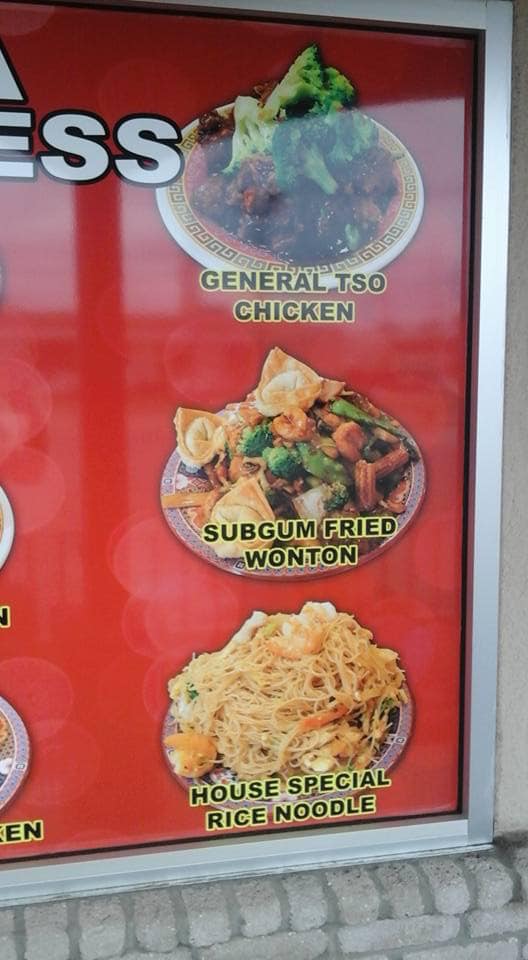 ESS
GENERAL TSO
CHICKEN
SUBGUM FRIED
WONTON
HOUSE SPECIAL
RICE NOODLE